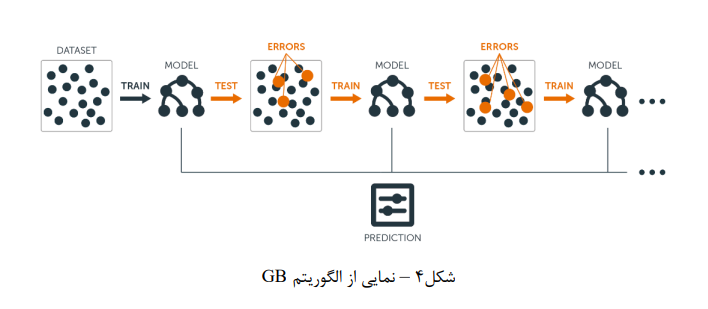 ERRORS
ERRORS
DATASET
MODEL
MODEL
MODEL
TRAIN
TEST
TRAIN
TEST
TRAIN
PREDICTION
شکل۴ – نمایی از الگوریتم GB